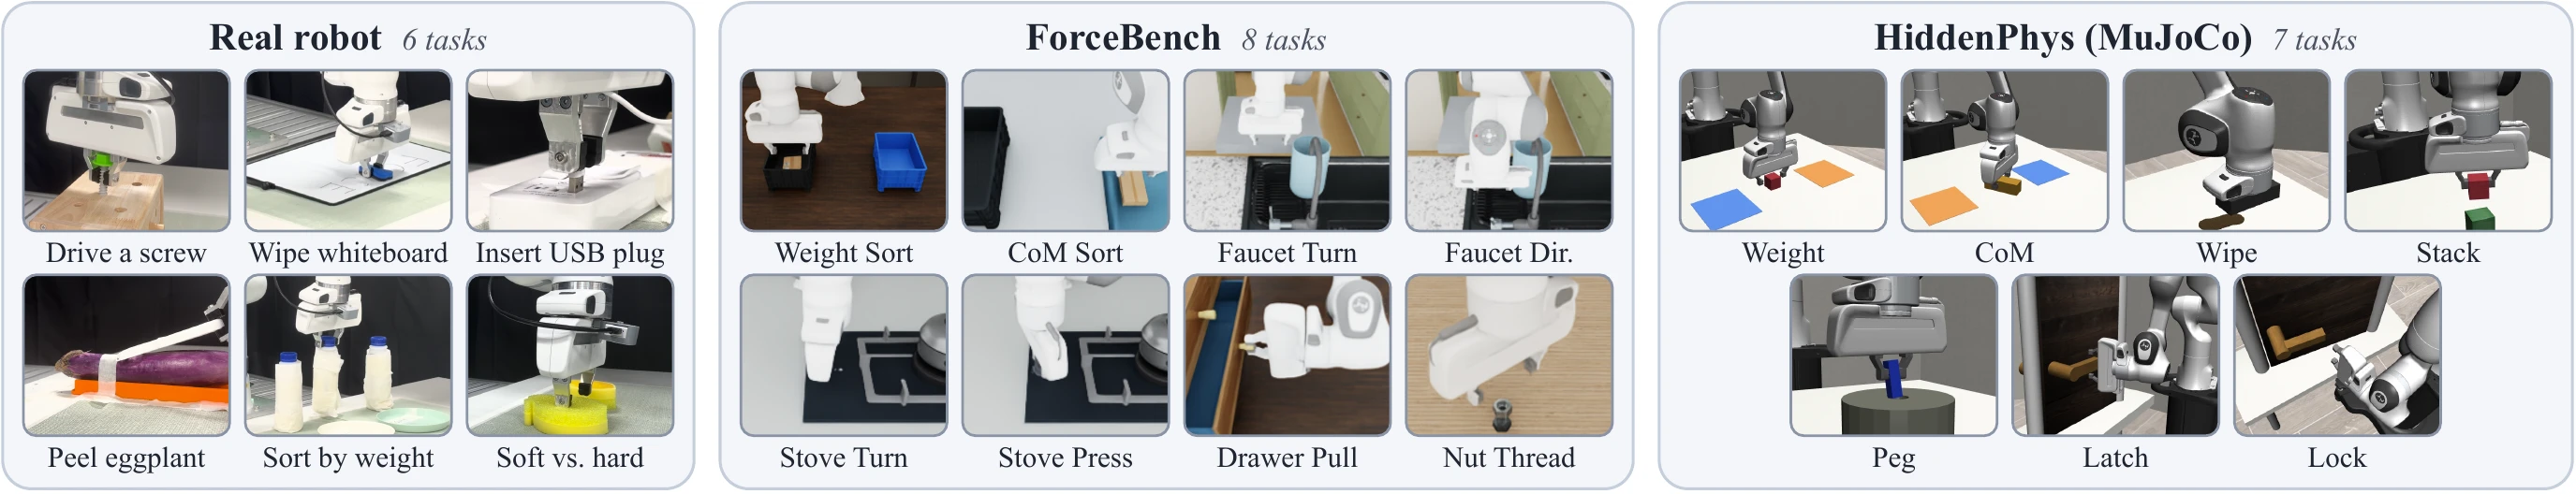 Real robot 6 tasks
Drive a screw
Wipe whiteboard
Insert USB plug
Peel eggplant
Sort by weight
Soft vs. hard
ForceBench 8 tasks
Weight Sort
CoM Sort
Faucet Turn
Faucet Dir.
Stove Turn
Stove Press
Drawer Pull
Nut Thread
HiddenPhys (MuJoCo) 7 tasks
Weight
CoM
Wipe
Stack
Peg
Latch
Lock